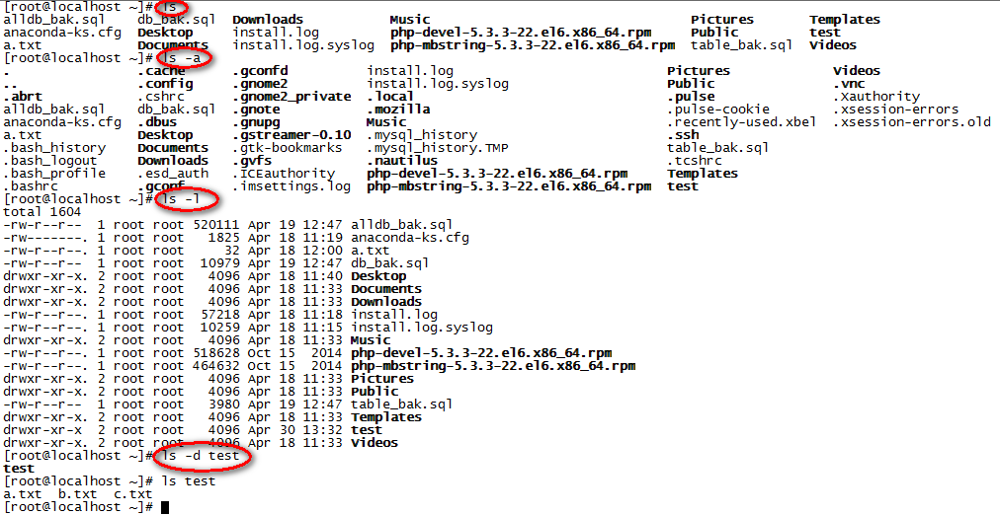 [root@localhost ~]# ls
alldb_bak.sql    db_bak.sql  Downloads           Music                                Pictures       Templates
anaconda-ks.cfg  Desktop     install.log         php-devel-5.3.3-22.el6.x86_64.rpm     Public         test
a.txt            Documents   install.log.syslog  php-mbstring-5.3.3-22.el6.x86_64.rpm  table_bak.sql  Videos
[root@localhost ~]# ls -a
.                .cache      .gconfd          install.log                           Pictures            Videos
..               .config     .gnome2          install.log.syslog                    Public              .vnc
.abrt            .cshrc      .gnome2_private  .local                                .pulse              .Xauthority
alldb_bak.sql    db_bak.sql  .gnote           .mozilla                              .pulse-cookie       .xsession-errors
anaconda-ks.cfg  .dbus       .gnupg           Music                                 .recently-used.xbel  .xsession-errors.old
a.txt            Desktop     .gstreamer-0.10  .mysql_history                        .ssh
.bash_history    Documents   .gtk-bookmarks   .mysql_history.TMP                    table_bak.sql
.bash_logout     Downloads   .gvfs            .nautilus                             .tcshrc
.bash_profile    .esd_auth   .ICEauthority    php-devel-5.3.3-22.el6.x86_64.rpm     Templates
.bashrc          .gconf      .imsettings.log  php-mbstring-5.3.3-22.el6.x86_64.rpm  test
[root@localhost ~]# ls -l
total 1604
-rw-r--r--  1 root root 520111 Apr 19 12:47 alldb_bak.sql
-rw-------. 1 root root   1825 Apr 18 11:19 anaconda-ks.cfg
-rw-r--r--. 1 root root     32 Apr 18 12:00 a.txt
-rw-r--r--  1 root root  10979 Apr 19 12:47 db_bak.sql
drwxr-xr-x. 2 root root   4096 Apr 18 11:40 Desktop
drwxr-xr-x. 2 root root   4096 Apr 18 11:33 Documents
drwxr-xr-x. 2 root root   4096 Apr 18 11:33 Downloads
-rw-r--r--. 1 root root  57218 Apr 18 11:18 install.log
-rw-r--r--. 1 root root  10259 Apr 18 11:15 install.log.syslog
drwxr-xr-x. 2 root root   4096 Apr 18 11:33 Music
-rw-r--r--. 1 root root 518628 Oct 15  2014 php-devel-5.3.3-22.el6.x86_64.rpm
-rw-r--r--. 1 root root 464632 Oct 15  2014 php-mbstring-5.3.3-22.el6.x86_64.rpm
drwxr-xr-x. 2 root root   4096 Apr 18 11:33 Pictures
drwxr-xr-x. 2 root root   4096 Apr 18 11:33 Public
-rw-r--r--  1 root root   3980 Apr 19 12:47 table_bak.sql
drwxr-xr-x. 2 root root   4096 Apr 18 11:33 Templates
drwxr-xr-x  2 root root   4096 Apr 30 13:32 test
drwxr-xr-x. 2 root root   4096 Apr 18 11:33 Videos
[root@localhost ~]# ls -d test
test
[root@localhost ~]# ls test
a.txt  b.txt  c.txt
[root@localhost ~]#